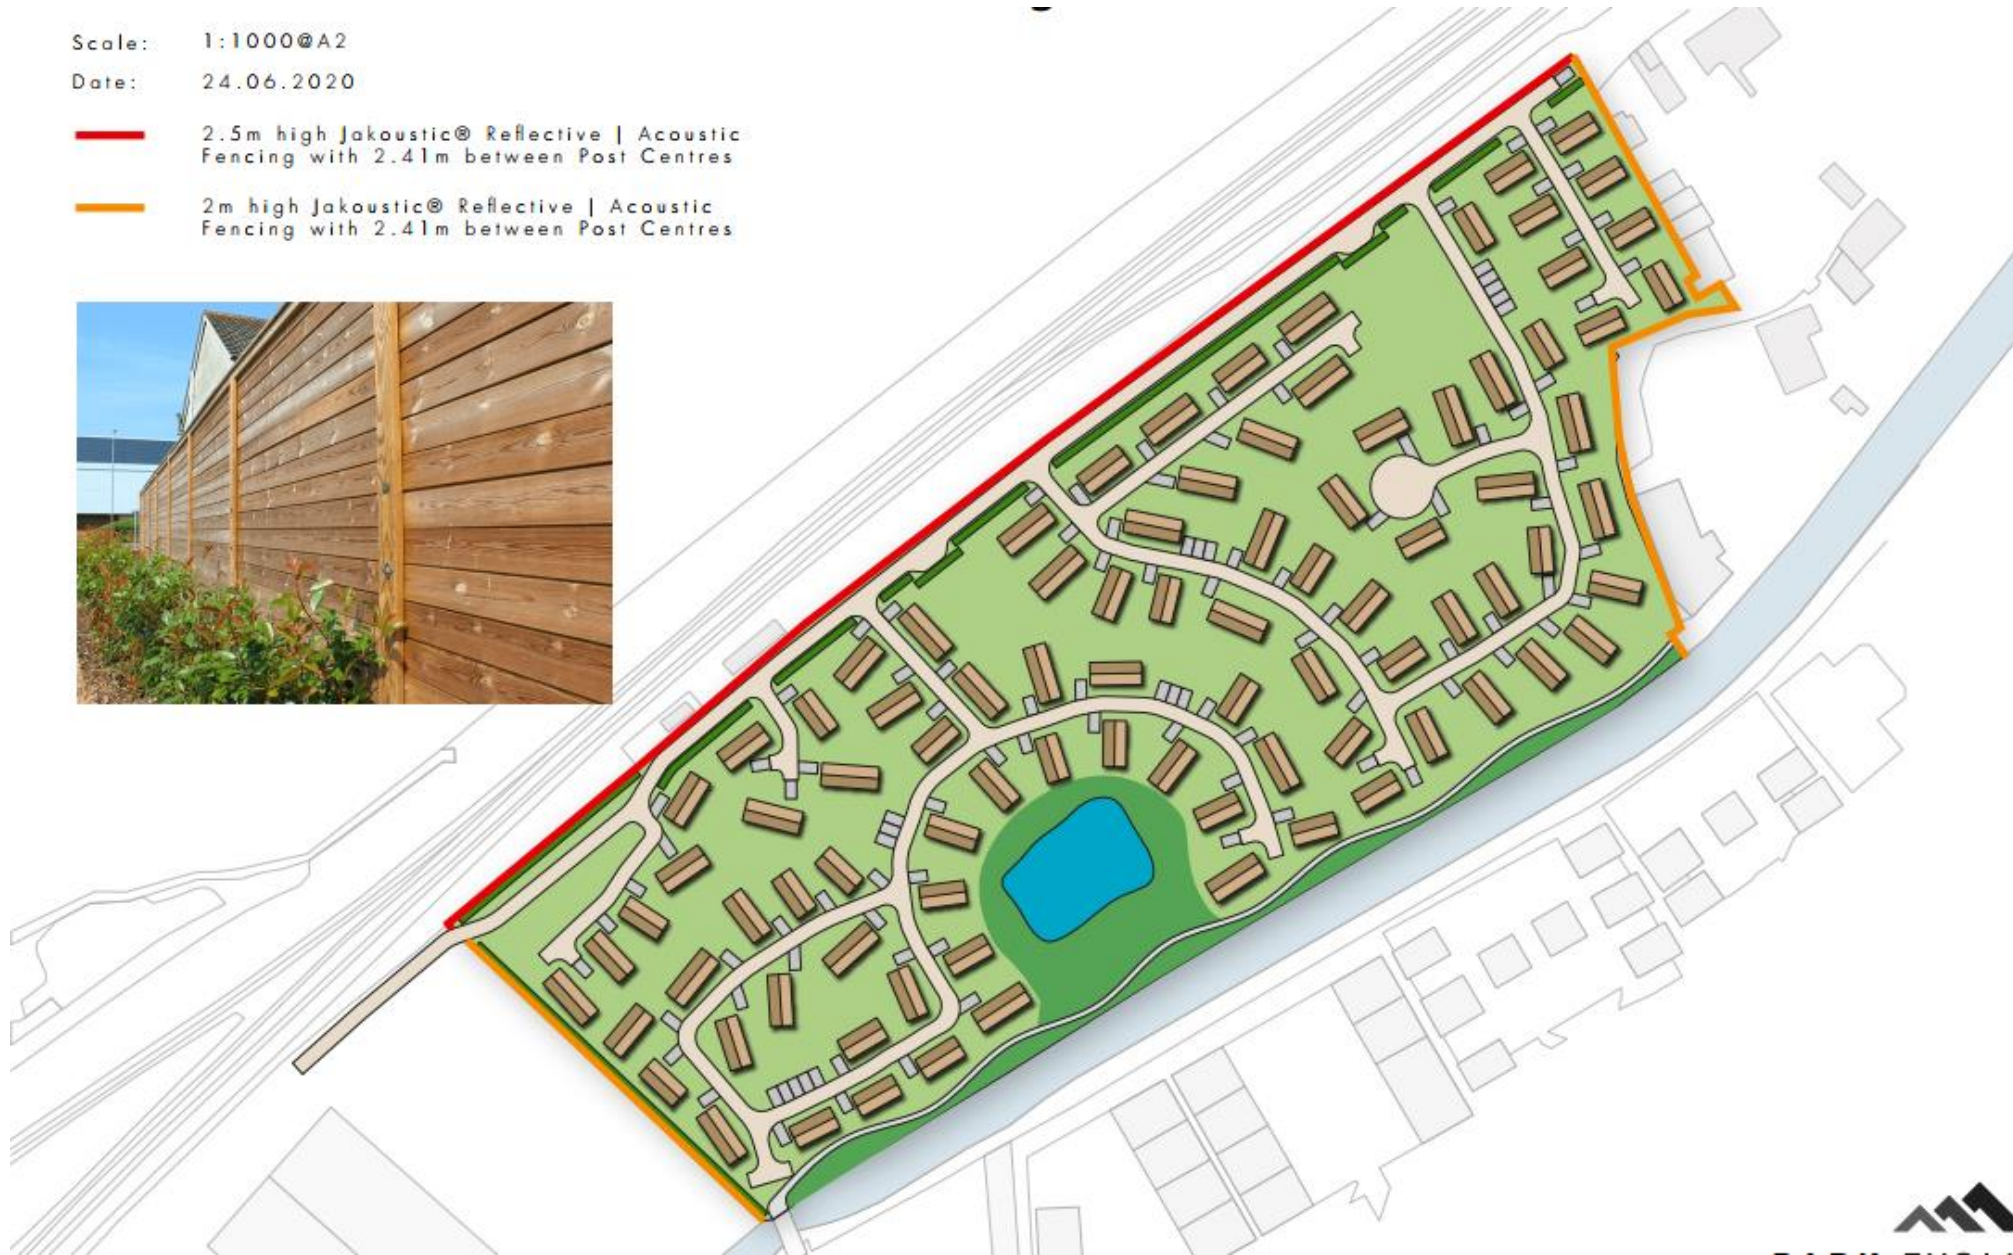 Scale: 1:1000@A2
Date: 24.06.2020
2.5m high Jakoustic® Reflective | Acoustic
Fencing with 2.41m between Post Centres
2m high Jakoustic® Reflective | Acoustic
Fencing with 2.41m between Post Centres